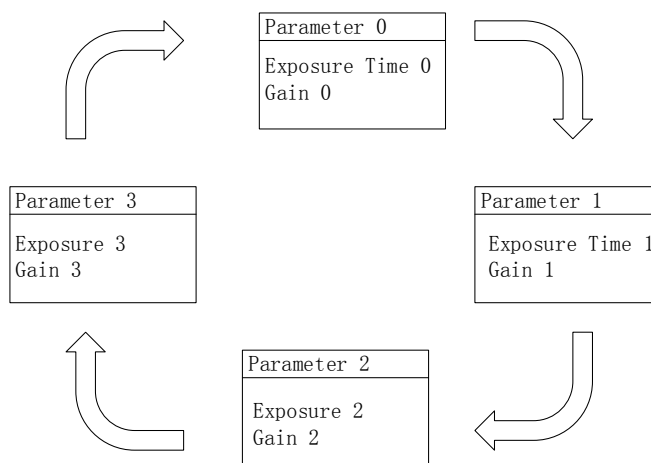 Parameter 0
Exposure Time 0
Gain 0
Parameter 3
Exposure 3
Gain 3
Parameter 1
Exposure Time 1
Gain 1
Parameter 2
Exposure 2
Gain 2